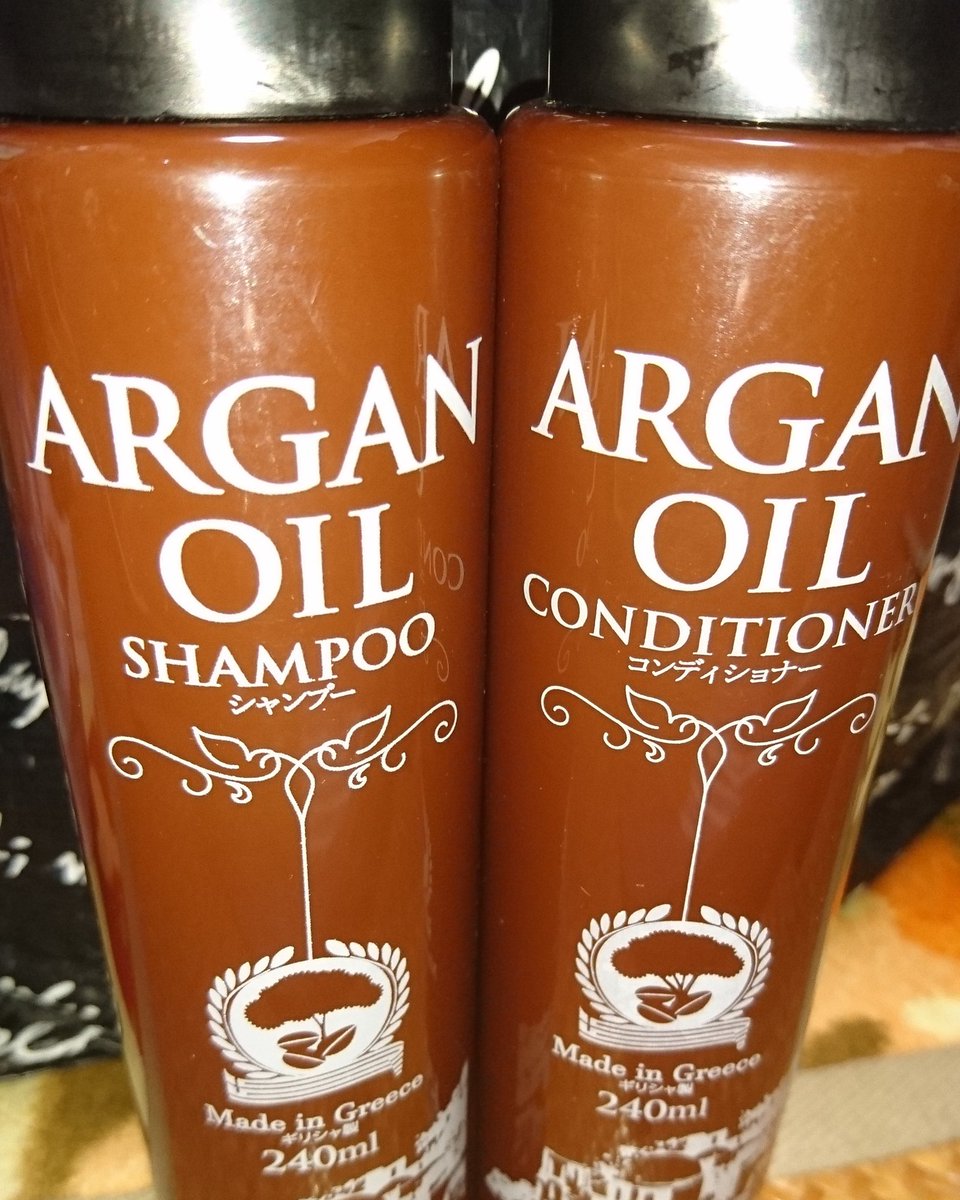 ARGAN
OIL
SHAMPOO
シャンプー
Made in Greece
ギリシャ製
240ml
ARGAN
OIL
CONDITIONER
コンディショナー
Made in Greece
ギリシャ製
240ml